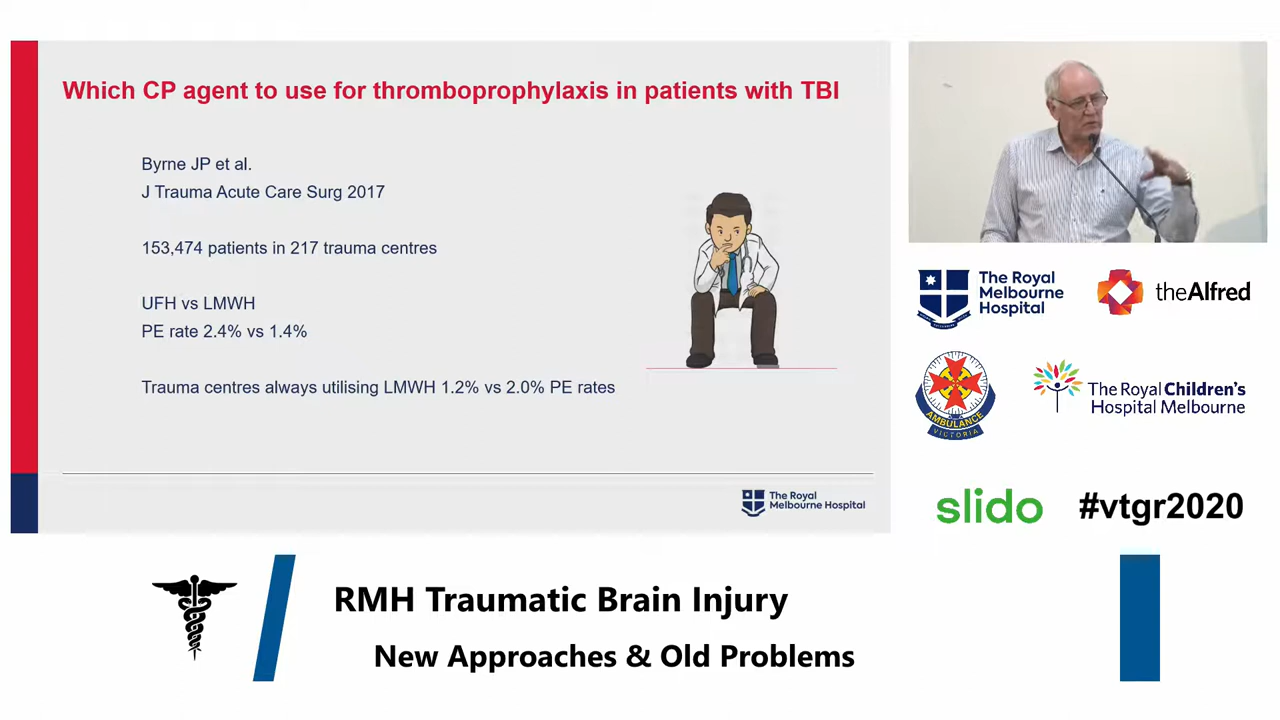 Which CP agent to use for thromboprophylaxis in patients with TBI
Byrne JP et al.
J Trauma Acute Care Surg 2017
153,474 patients in 217 trauma centres
UFH vs LMWH
PE rate 2.4% vs 1.4%
Trauma centres always utilising LMWH 1.2% vs 2.0% PE rates
The Royal
Melbourne Hospital
The Royal
Melbourne
Hospital
theAlfred
AMBULANCE
VICTORIA
The Royal Children's
Hospital Melbourne
slido
#vtgr2020
RMH Traumatic Brain Injury
New Approaches & Old Problems